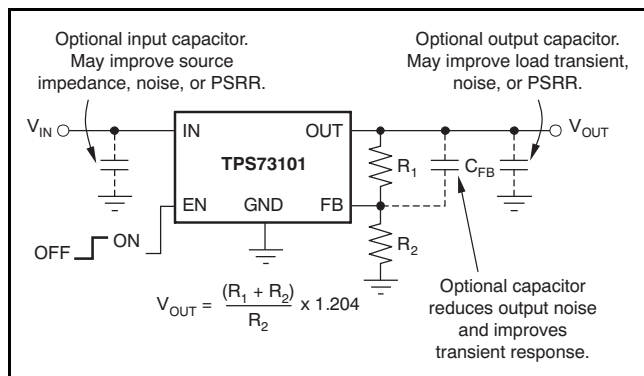 Optional input capacitor.
May improve source
impedance, noise, or PSRR.
Optional output capacitor.
May improve load transient,
noise, or PSRR.
VIN
IN
OUT
VOUT
TPS73101
R1
CFB
EN
GND
FB
OFF
ON
R2
VOUT = (R1 + R2) / R2 x 1.204
Optional capacitor
reduces output noise
and improves
transient response.